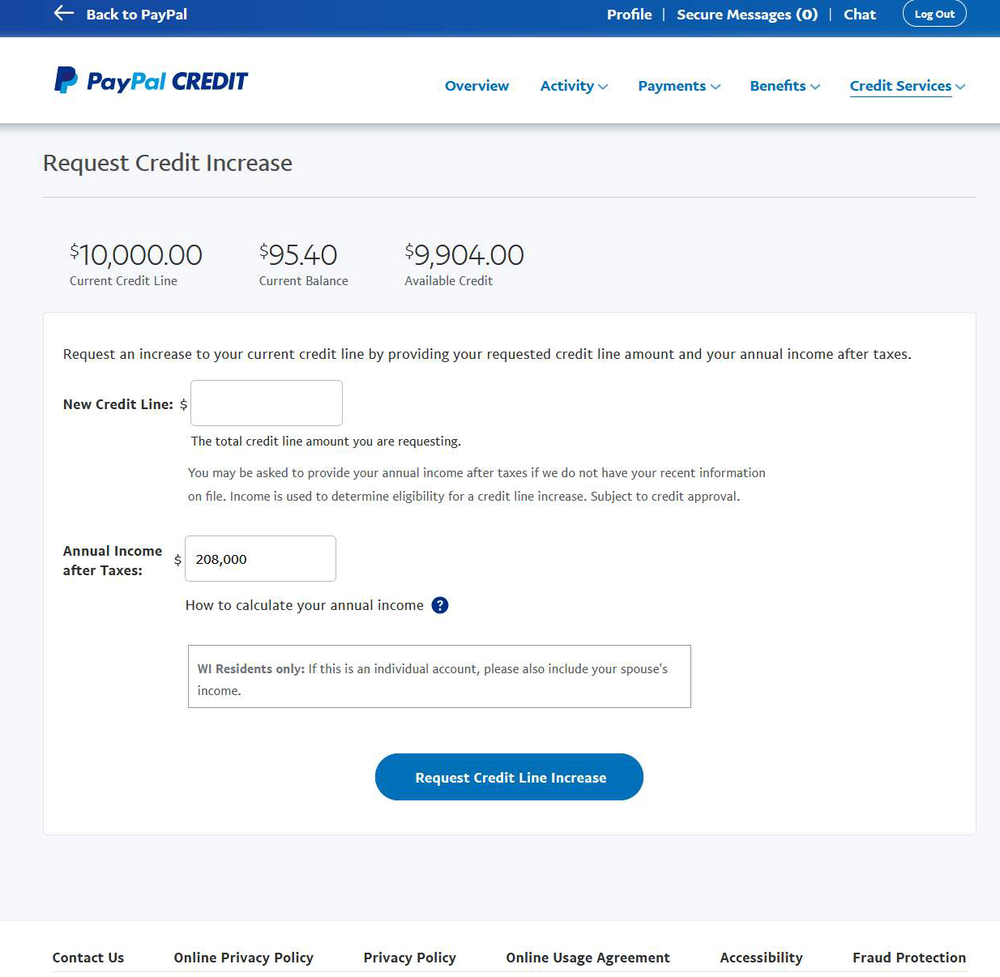 Back to PayPal
Profile | Secure Messages (0) | Chat
Log Out
PayPal CREDIT
Overview
Activity
Payments
Benefits
Credit Services
Request Credit Increase
$10,000.00
Current Credit Line
$95.40
Current Balance
$9,904.00
Available Credit
Request an increase to your current credit line by providing your requested credit line amount and your annual income after taxes.
New Credit Line: $
The total credit line amount you are requesting.
You may be asked to provide your annual income after taxes if we do not have your recent information
on file. Income is used to determine eligibility for a credit line increase. Subject to credit approval.
Annual Income
after Taxes:
$ 208,000
How to calculate your annual income ?
WI Residents only: If this is an individual account, please also include your spouse's
income.
Request Credit Line Increase
Contact Us
Online Privacy Policy
Privacy Policy
Online Usage Agreement
Accessibility
Fraud Protection